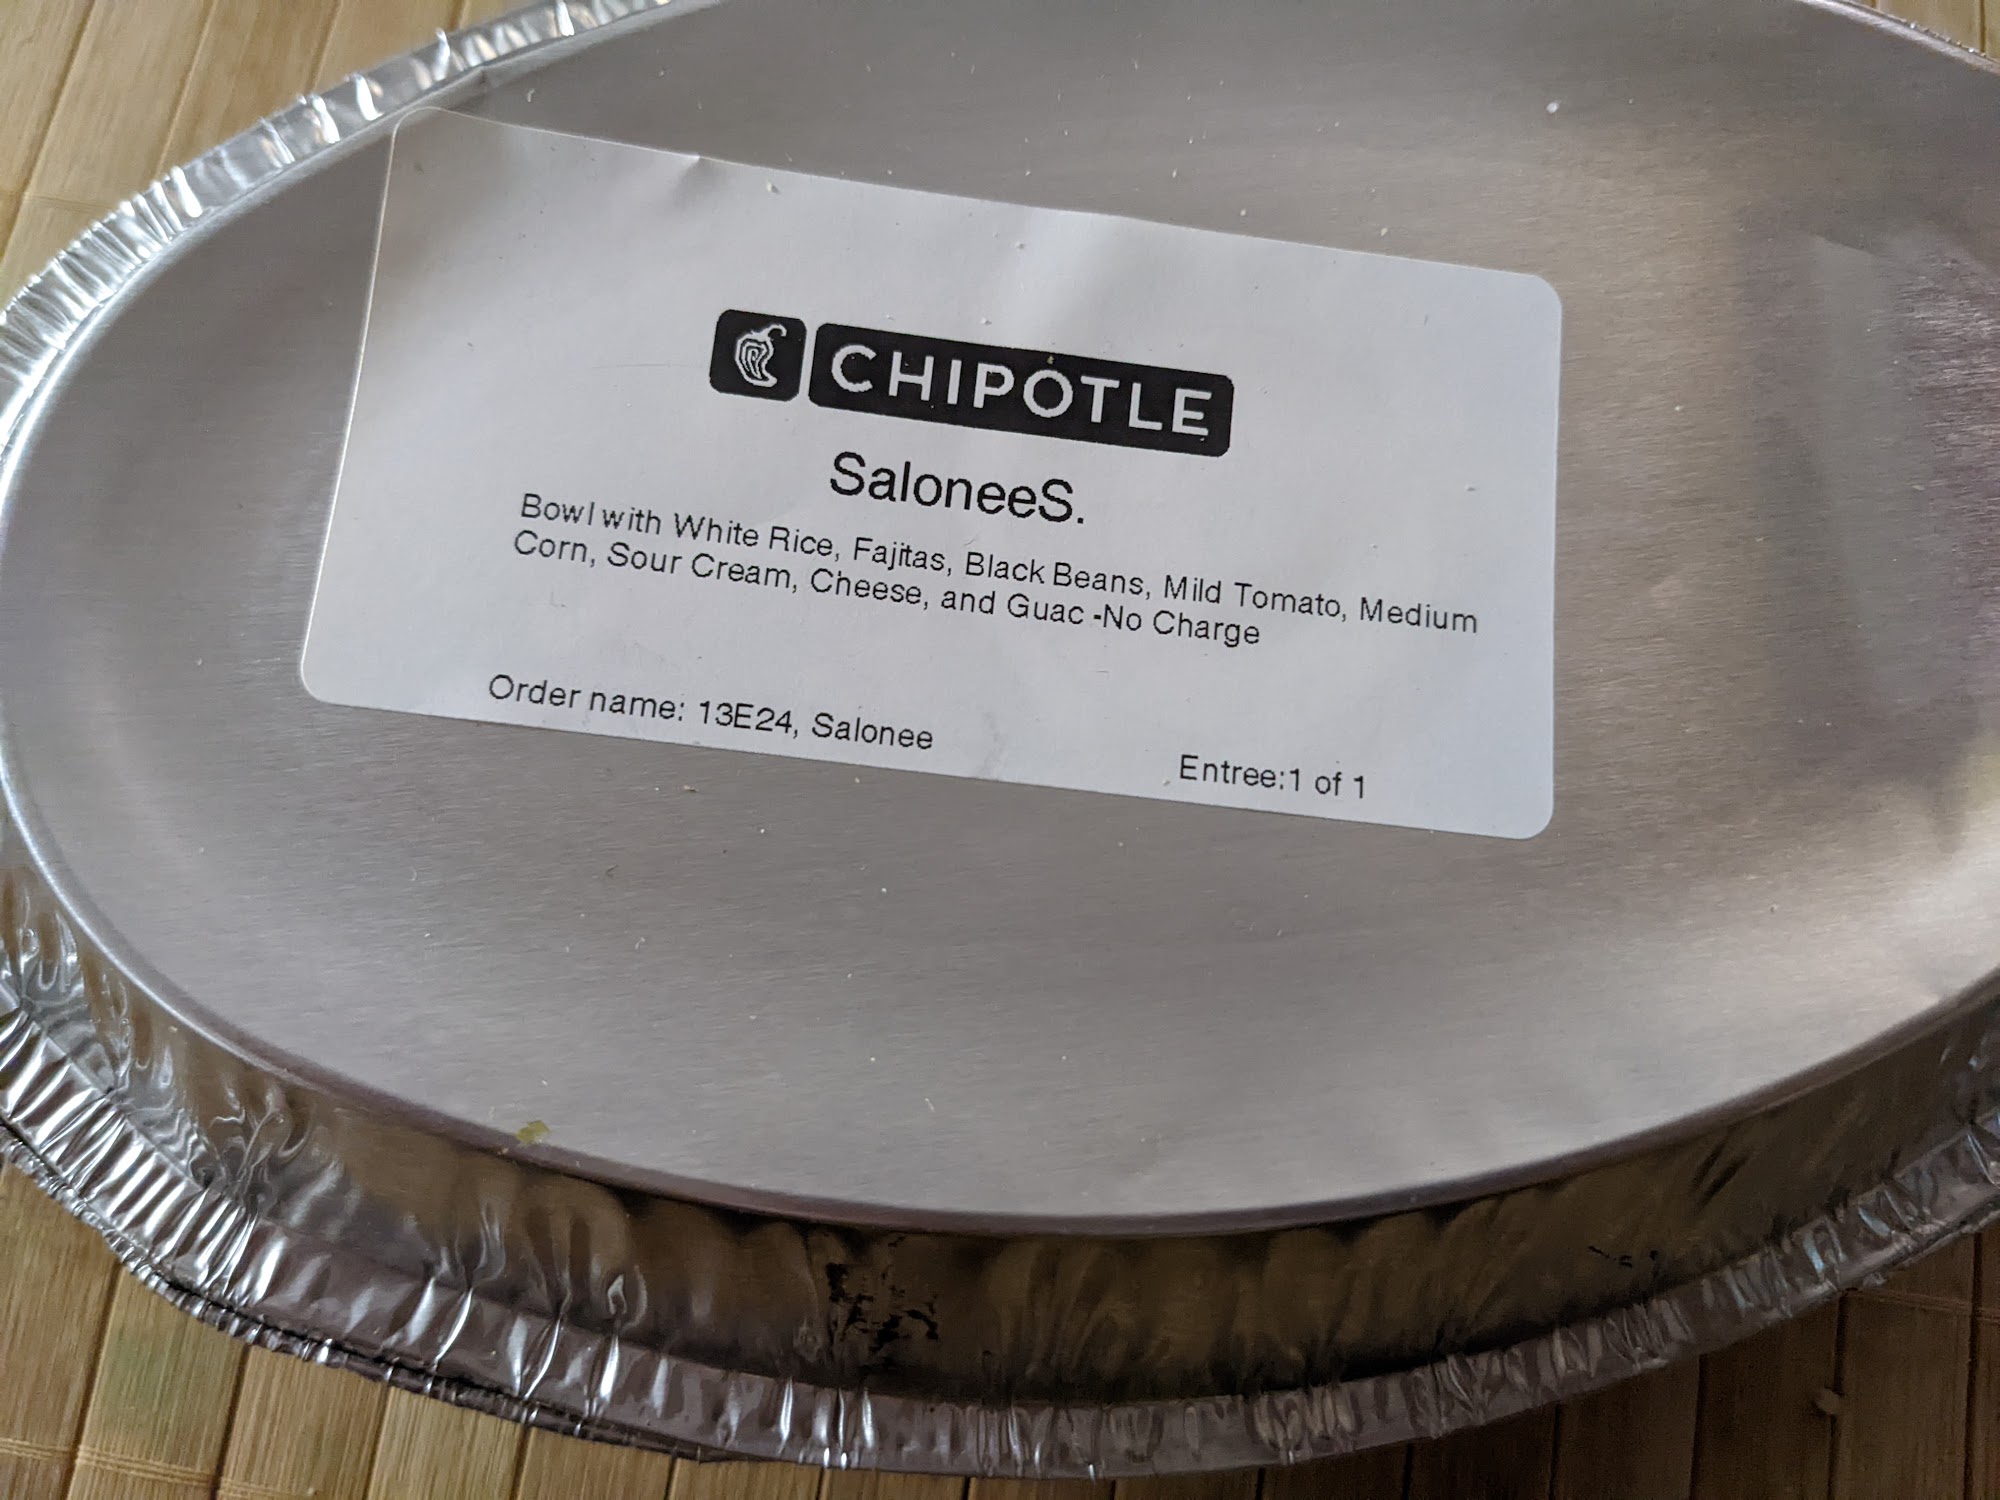 CHIPOTLE
SaloneeS.
Bowl with White Rice, Fajitas, Black Beans, Mild Tomato, Medium
Corn, Sour Cream, Cheese, and Guac -No Charge
Order name: 13E24, Salonee
Entree:1 of 1